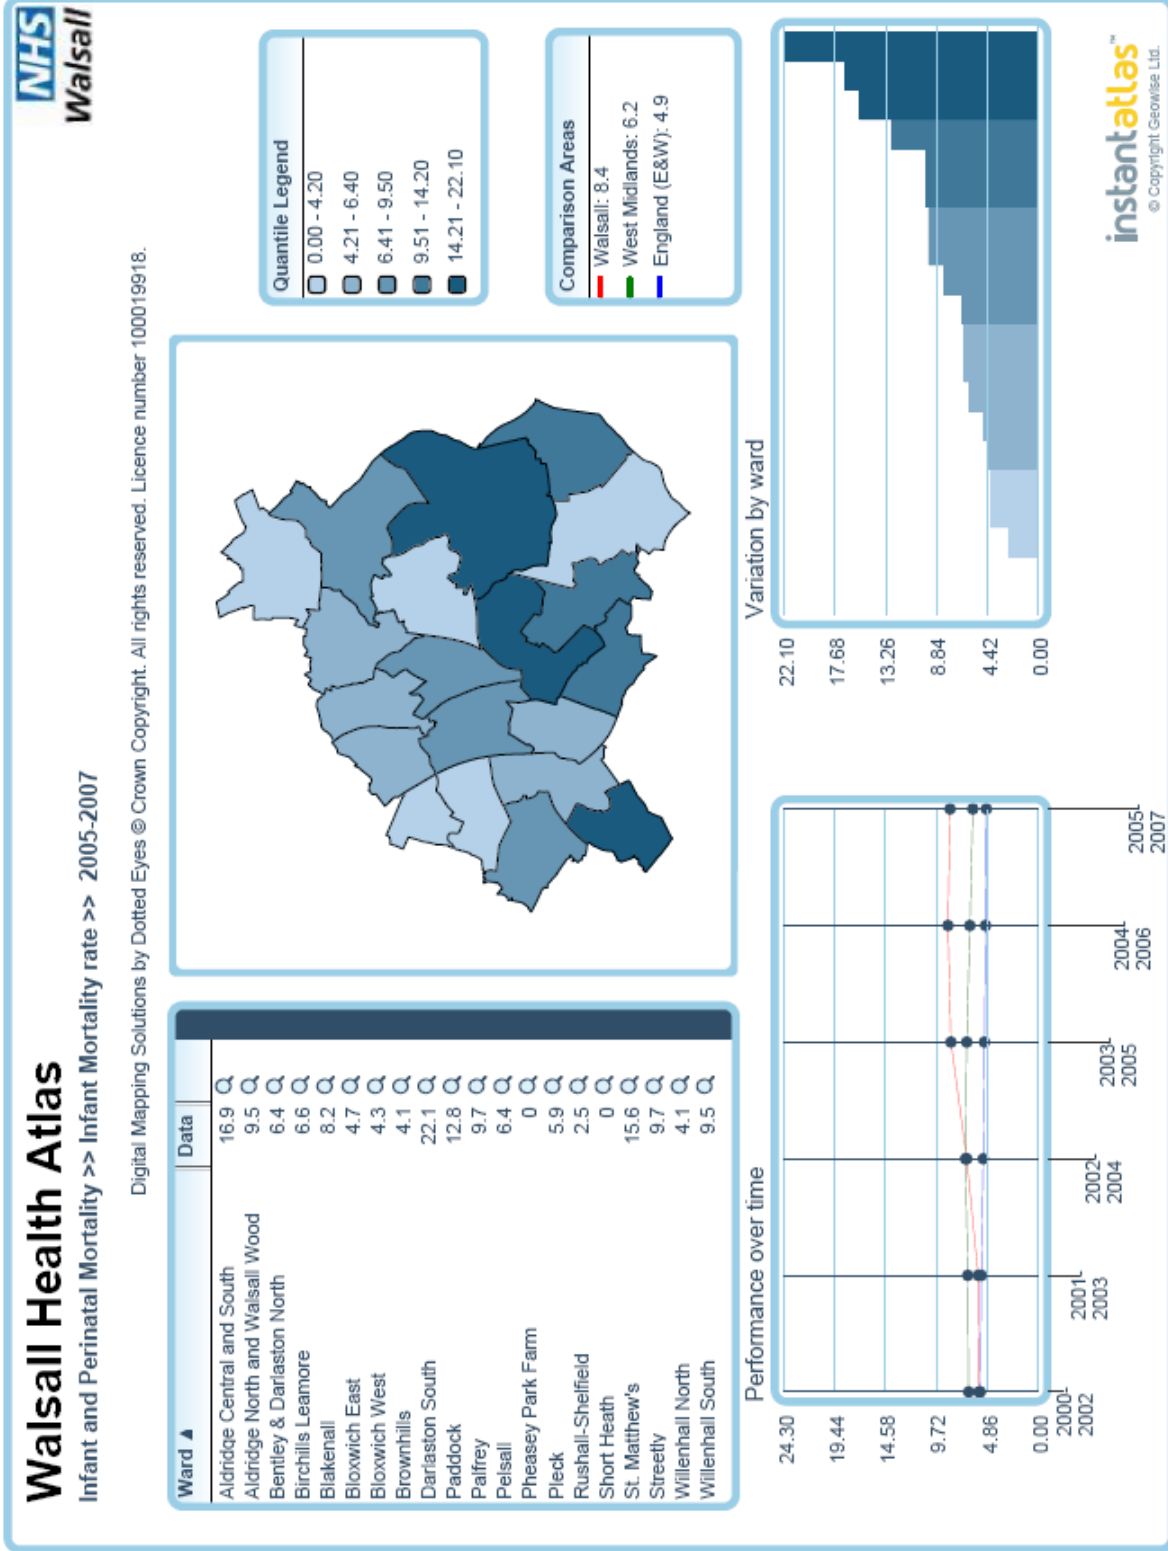 Walsall Health Atlas
NHS
Walsall
Infant and Perinatal Mortality >> Infant Mortality rate >> 2005-2007
Digital Mapping Solutions by Dotted Eyes © Crown Copyright. All rights reserved. Licence number 100019918.
Ward ▲ Data
Aldridge Central and South 16.9
Aldridge North and Walsall Wood 9.5
Bentley & Darlaston North 6.4
Birchills Leamore 6.6
Blakenall 8.2
Bloxwich East 4.7
Bloxwich West 4.3
Brownhills 4.1
Darlaston South 22.1
Paddock 12.8
Palfrey 9.7
Pelsall 6.4
Pheasey Park Farm 0
Pleck 5.9
Rushall-Shelfield 2.5
Short Heath 0
St. Matthew's 15.6
Streetly 9.7
Willenhall North 4.1
Willenhall South 9.5
Quantile Legend
0.00 - 4.20
4.21 - 6.40
6.41 - 9.50
9.51 - 14.20
14.21 - 22.10
Comparison Areas
Walsall: 8.4
West Midlands: 6.2
England (E&W): 4.9
Performance over time
24.30
19.44
14.58
9.72
4.86
0.00
2000-
2002
2001-
2003
2002-
2004
2003-
2005
2004-
2006
2005-
2007
Variation by ward
22.10
17.68
13.26
8.84
4.42
0.00
instantatlas™
© Copyright Geowise Ltd.